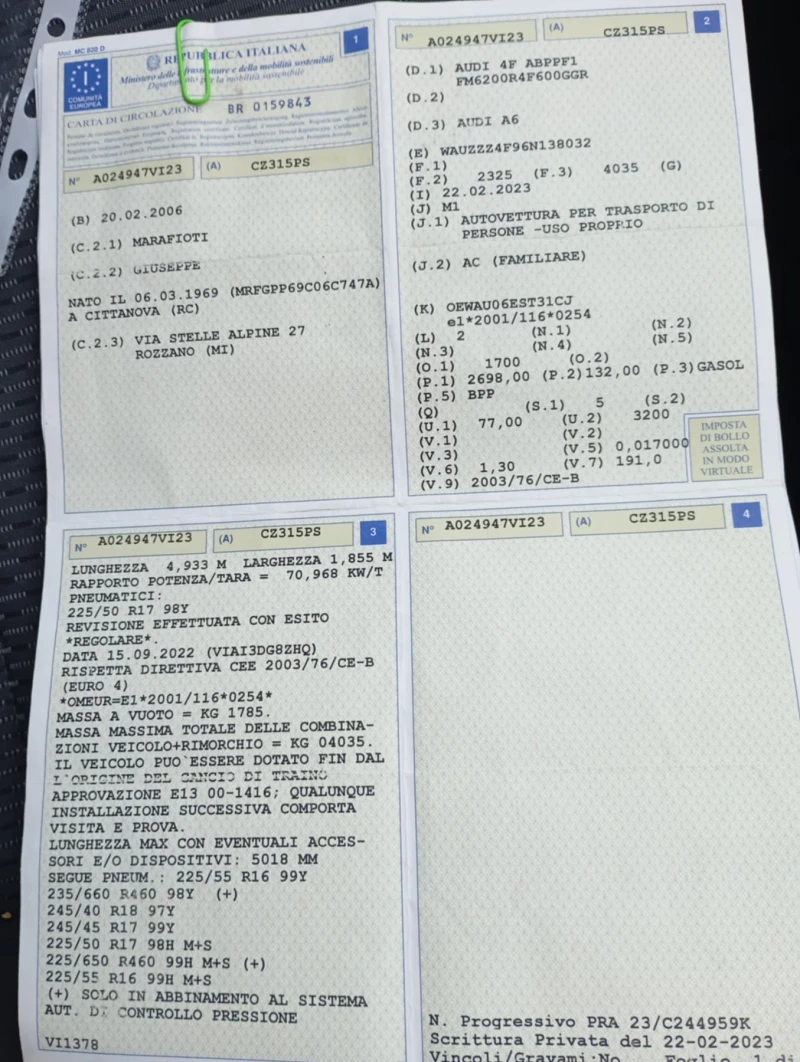 Mod. MC 820 D
REPUBBLICA ITALIANA
1
Ministero delle infrastrutture e della mobilità sostenibili
Dipartimento per la mobilità sostenibile
I
COMUNITÀ
EUROPEA
CARTA DI CIRCOLAZIONE BR 0159843
N° A024947VI23 (A) CZ315PS
(B) 20.02.2006
(C.2.1) MARAFIOTI
(C.2.2) GIUSEPPE
NATO IL 06.03.1969 (MRFGPP69C06C747A)
A CITTANOVA (RC)
(C.2.3) VIA STELLE ALPINE 27
ROZZANO (MI)
N° A024947VI23 (A) CZ315PS 2
(D.1) AUDI 4F ABPPF1
FM6200R4F600GGR
(D.2)
(D.3) AUDI A6
(E) WAUZZZ4F96N138032
(F.1)
(F.2) 2325 (F.3) 4035 (G)
(I) 22.02.2023
(J) M1
(J.1) AUTOVETTURA PER TRASPORTO DI
PERSONE -USO PROPRIO
(J.2) AC (FAMILIARE)
(K) OEWAU06EST31CJ
e1*2001/116*0254
(L) 2 (N.1) (N.2)
(N.3) (N.4) (N.5)
(O.1) 1700 (O.2)
(P.1) 2698,00 (P.2)132,00 (P.3)GASOL
(P.5) BPP
(Q) (S.1) 5 (S.2)
(U.1) 77,00 (U.2) 3200
(V.1) (V.2)
(V.3) (V.5) 0,017000
(V.6) 1,30 (V.7) 191,0
(V.9) 2003/76/CE-B
IMPOSTA
DI BOLLO
ASSOLTA
IN MODO
VIRTUALE
N° A024947VI23 (A) CZ315PS 3
LUNGHEZZA 4,933 M LARGHEZZA 1,855 M
RAPPORTO POTENZA/TARA = 70,968 KW/T
PNEUMATICI:
225/50 R17 98Y
REVISIONE EFFETTUATA CON ESITO
*REGOLARE*.
DATA 15.09.2022 (VIAI3DG8ZHQ)
RISPETTA DIRETTIVA CEE 2003/76/CE-B
(EURO 4)
*OMEUR=E1*2001/116*0254*
MASSA A VUOTO = KG 1785.
MASSA MASSIMA TOTALE DELLE COMBINA-
ZIONI VEICOLO+RIMORCHIO = KG 04035.
IL VEICOLO PUO`ESSERE DOTATO FIN DAL
L'ORIGINE DEL GANCIO DI TRAINO
APPROVAZIONE E13 00-1416; QUALUNQUE
INSTALLAZIONE SUCCESSIVA COMPORTA
VISITA E PROVA.
LUNGHEZZA MAX CON EVENTUALI ACCES-
SORI E/O DISPOSITIVI: 5018 MM
SEGUE PNEUM.: 225/55 R16 99Y
235/660 R460 98Y (+)
245/40 R18 97Y
245/45 R17 99Y
225/50 R17 98H M+S
225/650 R460 99H M+S (+)
225/55 R16 99H M+S
(+) SOLO IN ABBINAMENTO AL SISTEMA
AUT. DI CONTROLLO PRESSIONE
VI1378
N° A024947VI23 (A) CZ315PS 4
N. Progressivo PRA 23/C244959K
Scrittura Privata del 22-02-2023
Vincoli/Gravami:No Foglio 1 di